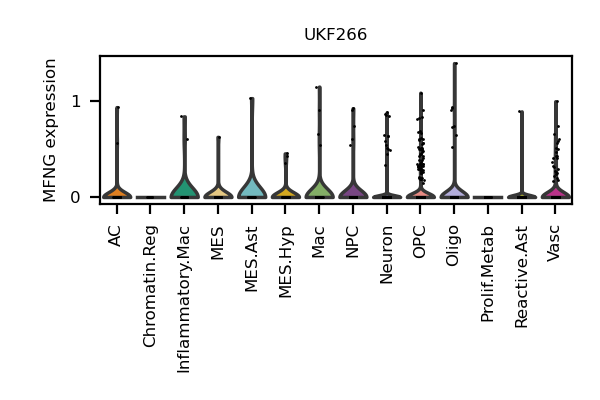 UKF266
MFNG expression
1
0
AC
Chromatin.Reg
Inflammatory.Mac
MES
MES.Ast
MES.Hyp
Mac
NPC
Neuron
OPC
Oligo
Prolif.Metab
Reactive.Ast
Vasc